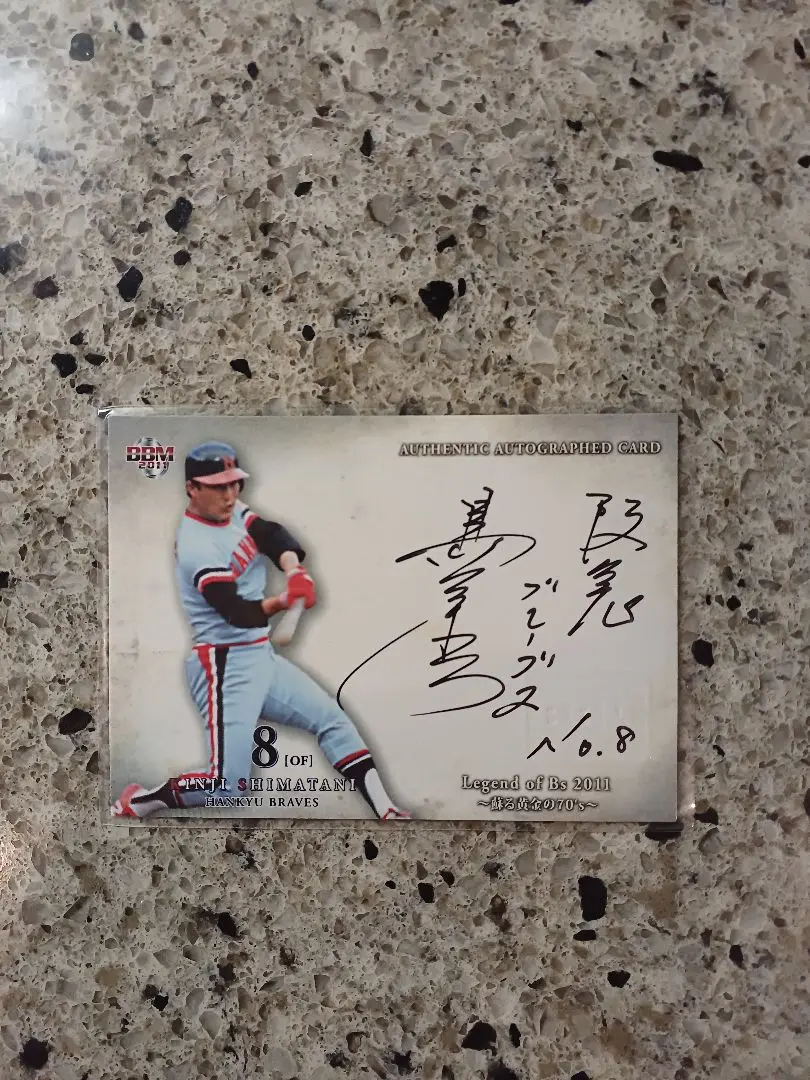 BBM
2011
AUTHENTIC AUTOGRAPHED CARD
阪急
ブレーブス
No.8
8 [OF]
KINJI SHIMATANI
HANKYU BRAVES
Legend of Bs 2011
～蘇る黄金の70's～